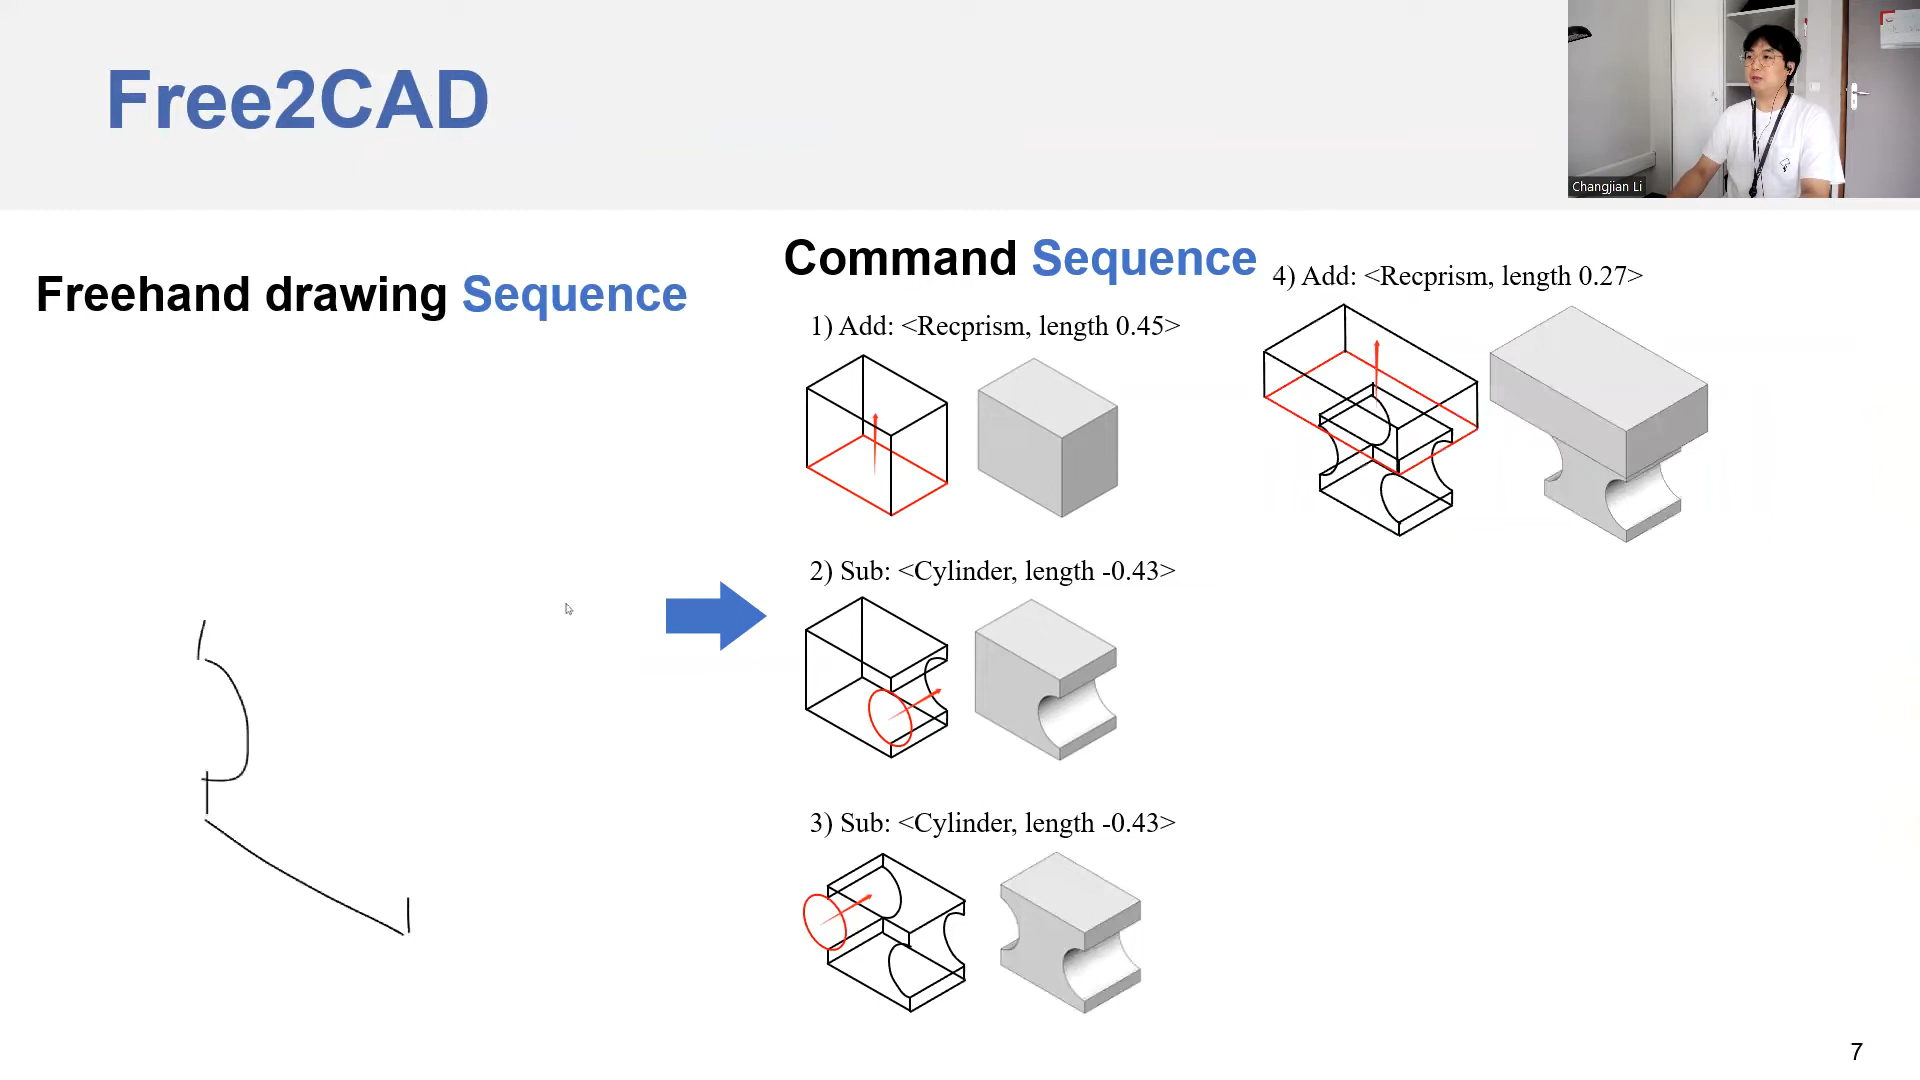 Free2CAD
Changjian Li
Freehand drawing Sequence
Command Sequence
1) Add: <Recprism, length 0.45>
2) Sub: <Cylinder, length -0.43>
3) Sub: <Cylinder, length -0.43>
4) Add: <Recprism, length 0.27>
7